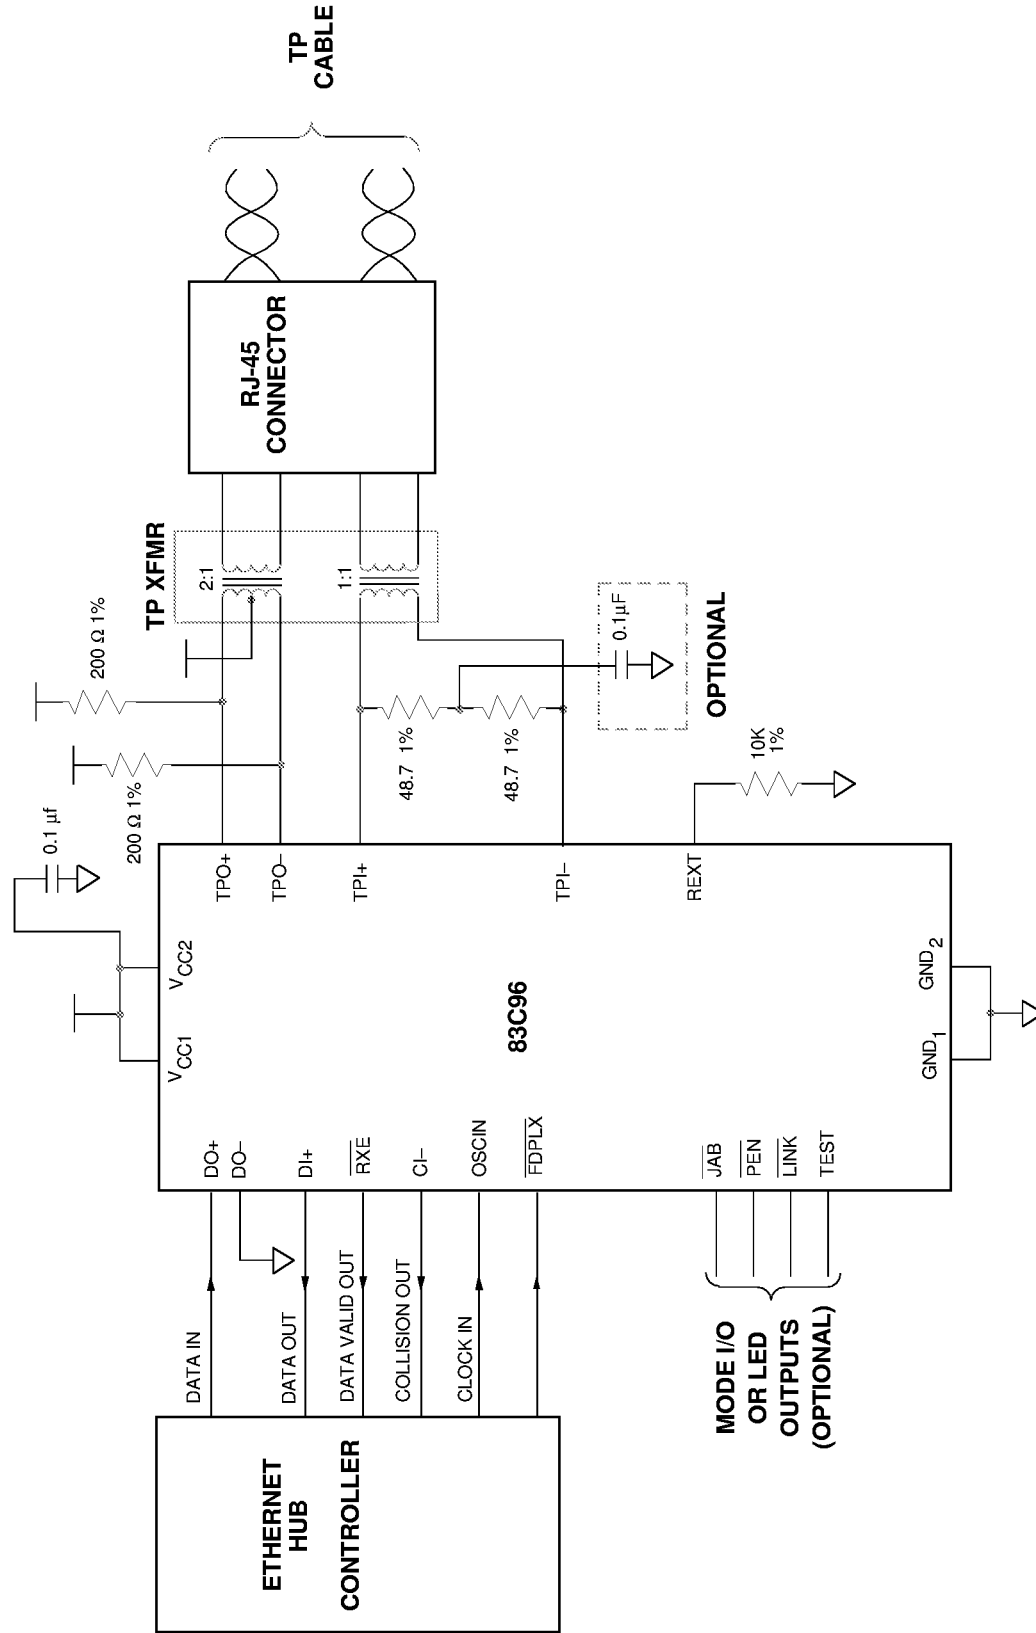 ETHERNET
HUB
CONTROLLER
DATA IN
DATA OUT
DATA VALID OUT
COLLISION OUT
CLOCK IN
MODE I/O
OR LED
OUTPUTS
(OPTIONAL)
DO+
DO–
DI+
RXE
CI–
OSCIN
FDPLX
JAB
PEN
LINK
TEST
VCC1
VCC2
83C96
GND1
GND2
TPO+
TPO–
TPI+
TPI–
REXT
0.1 µf
200 Ω 1%
200 Ω 1%
48.7 1%
48.7 1%
10K
1%
0.1µF
OPTIONAL
TP XFMR
2:1
1:1
RJ-45
CONNECTOR
TP
CABLE